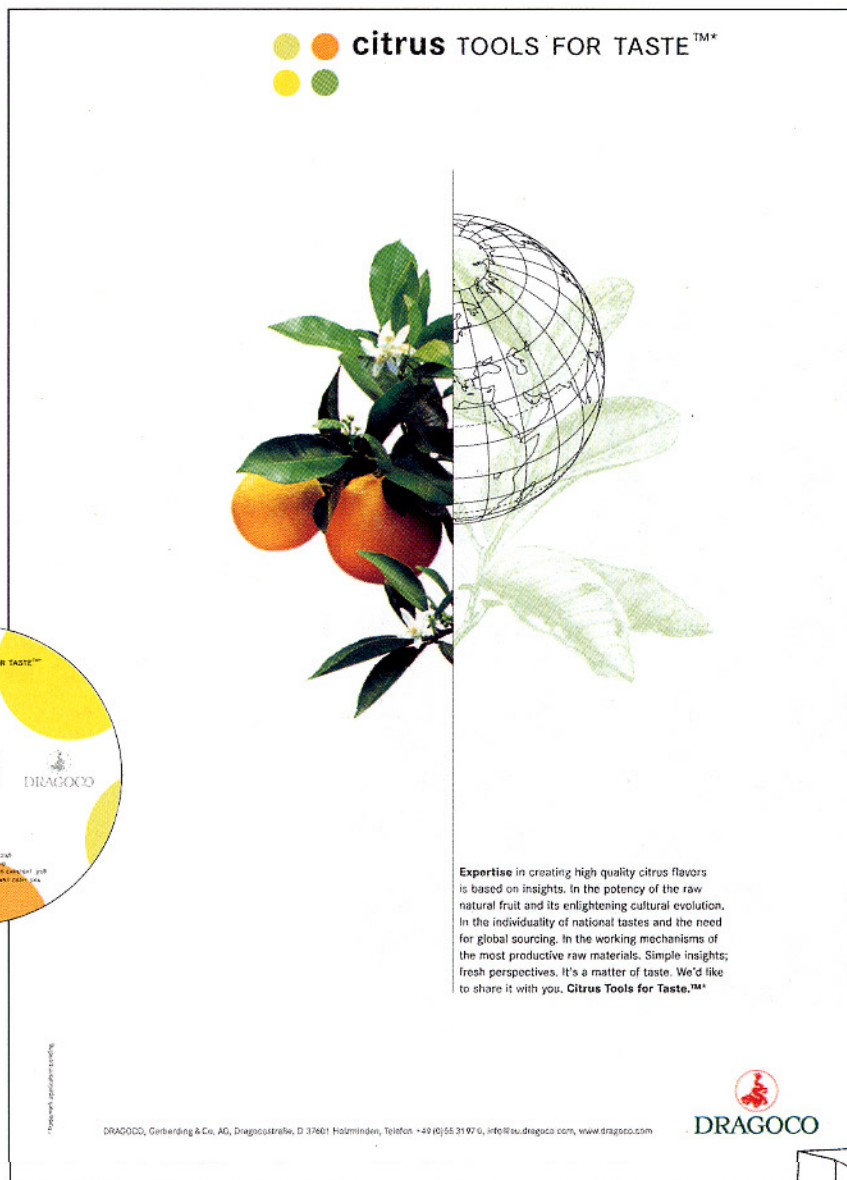 citrus TOOLS FOR TASTE™*
R TASTE™*
DRAGOCO
Expertise in creating high quality citrus flavors
is based on insights. In the potency of the raw
natural fruit and its enlightening cultural evolution.
In the individuality of national tastes and the need
for global sourcing. In the working mechanisms of
the most productive raw materials. Simple insights;
fresh perspectives. It's a matter of taste. We'd like
to share it with you. Citrus Tools for Taste.™*
DRAGOCO, Gerberding & Co. AG, Dragocostraße, D 37601 Holzminden, Telefon +49 (0)55 31 97 0, info@eu.dragoco.com, www.dragoco.com
DRAGOCO